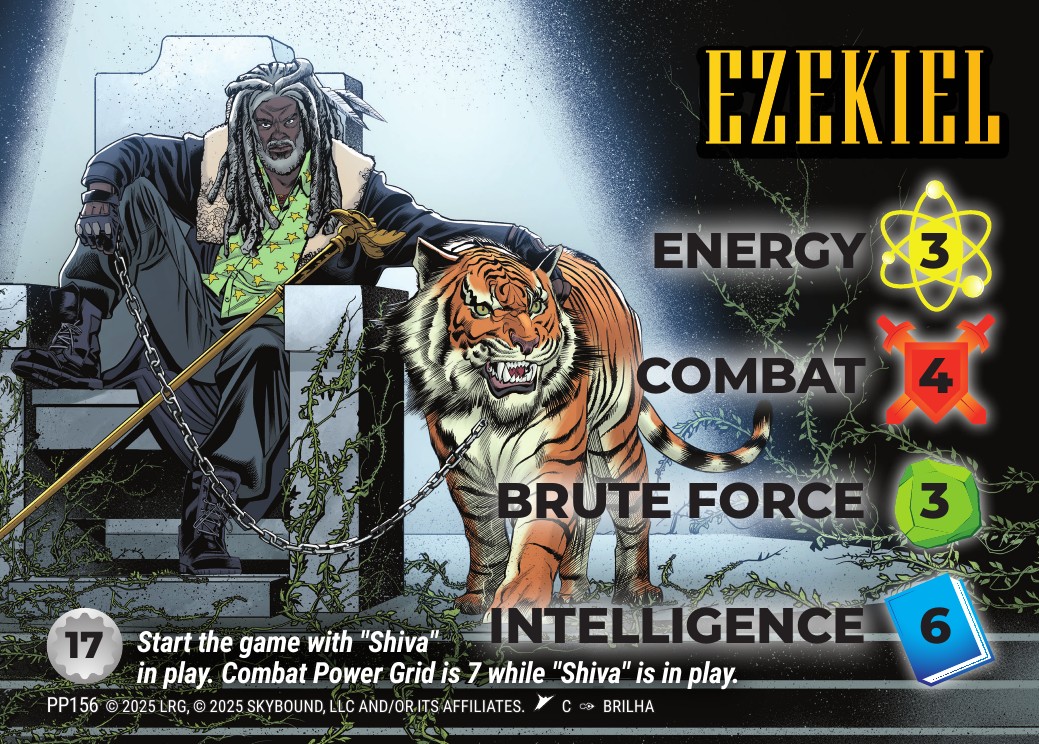 EZEKIEL
ENERGY 3
COMBAT 4
BRUTE FORCE 3
INTELLIGENCE 6
17
Start the game with "Shiva"
in play. Combat Power Grid is 7 while "Shiva" is in play.
PP156 © 2025 LRG, © 2025 SKYBOUND, LLC AND/OR ITS AFFILIATES. C BRILHA